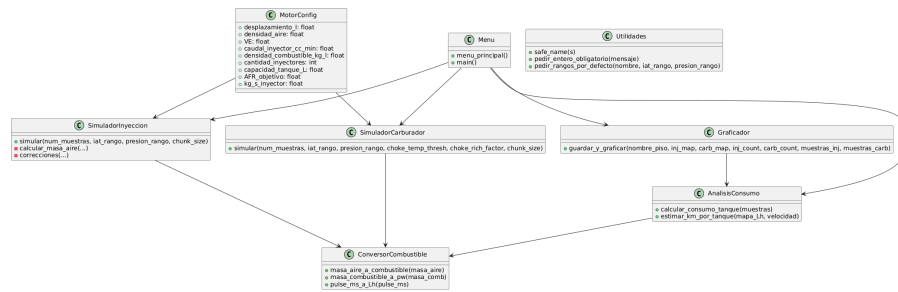 C MotorConfig
desplazamiento_l: float
densidad_aire: float
VE: float
caudal_inyector_cc_min: float
densidad_combustible_kg_l: float
cantidad_inyectores: int
capacidad_tanque_L: float
AFR_objetivo: float
kg_s_inyector: float
C Menu
menu_principal()
main()
C Utilidades
safe_name(s)
pedir_entero_obligatorio(mensaje)
pedir_rangos_por_defecto(nombre, iat_rango, presion_rango)
C SimuladorInyeccion
simular(num_muestras, iat_rango, presion_rango, chunk_size)
calcular_masa_aire(...)
correcciones(...)
C SimuladorCarburador
simular(num_muestras, iat_rango, presion_rango, choke_temp_thresh, choke_rich_factor, chunk_size)
C Graficador
guardar_y_graficar(nombre_piso, inj_map, carb_map, inj_count, carb_count, muestras_inj, muestras_carb)
C AnalisisConsumo
calcular_consumo_tanque(muestras)
estimar_km_por_tanque(mapa_Lh, velocidad)
C ConversorCombustible
masa_aire_a_combustible(masa_aire)
masa_combustible_a_pw(masa_comb)
pulse_ms_a_Lh(pulse_ms)